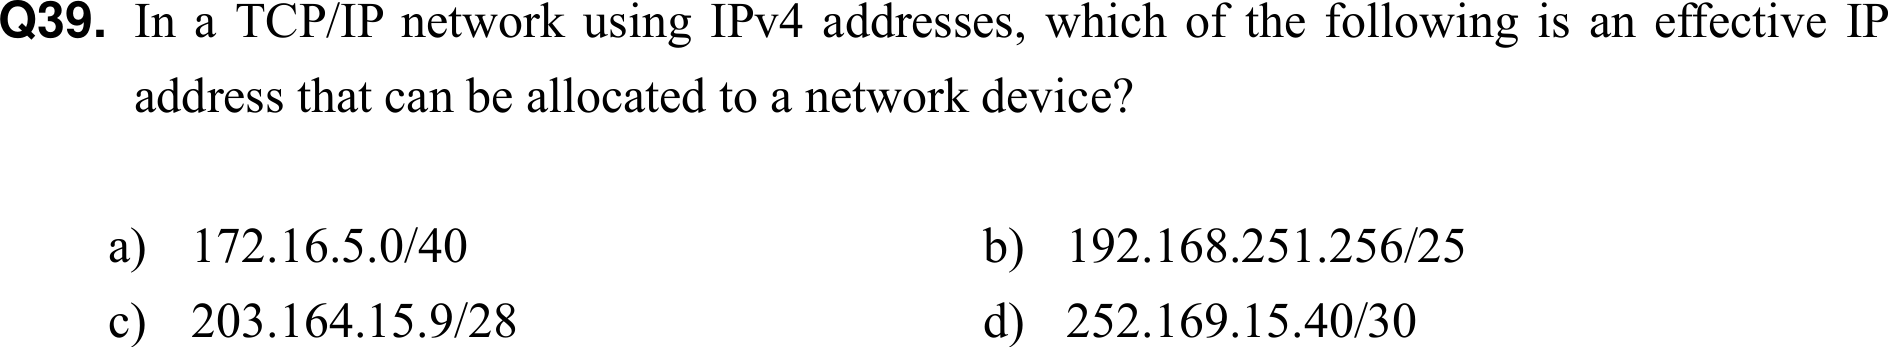 Q39. In a TCP/IP network using IPv4 addresses, which of the following is an effective IP
address that can be allocated to a network device?
a) 172.16.5.0/40 b) 192.168.251.256/25
c) 203.164.15.9/28 d) 252.169.15.40/30